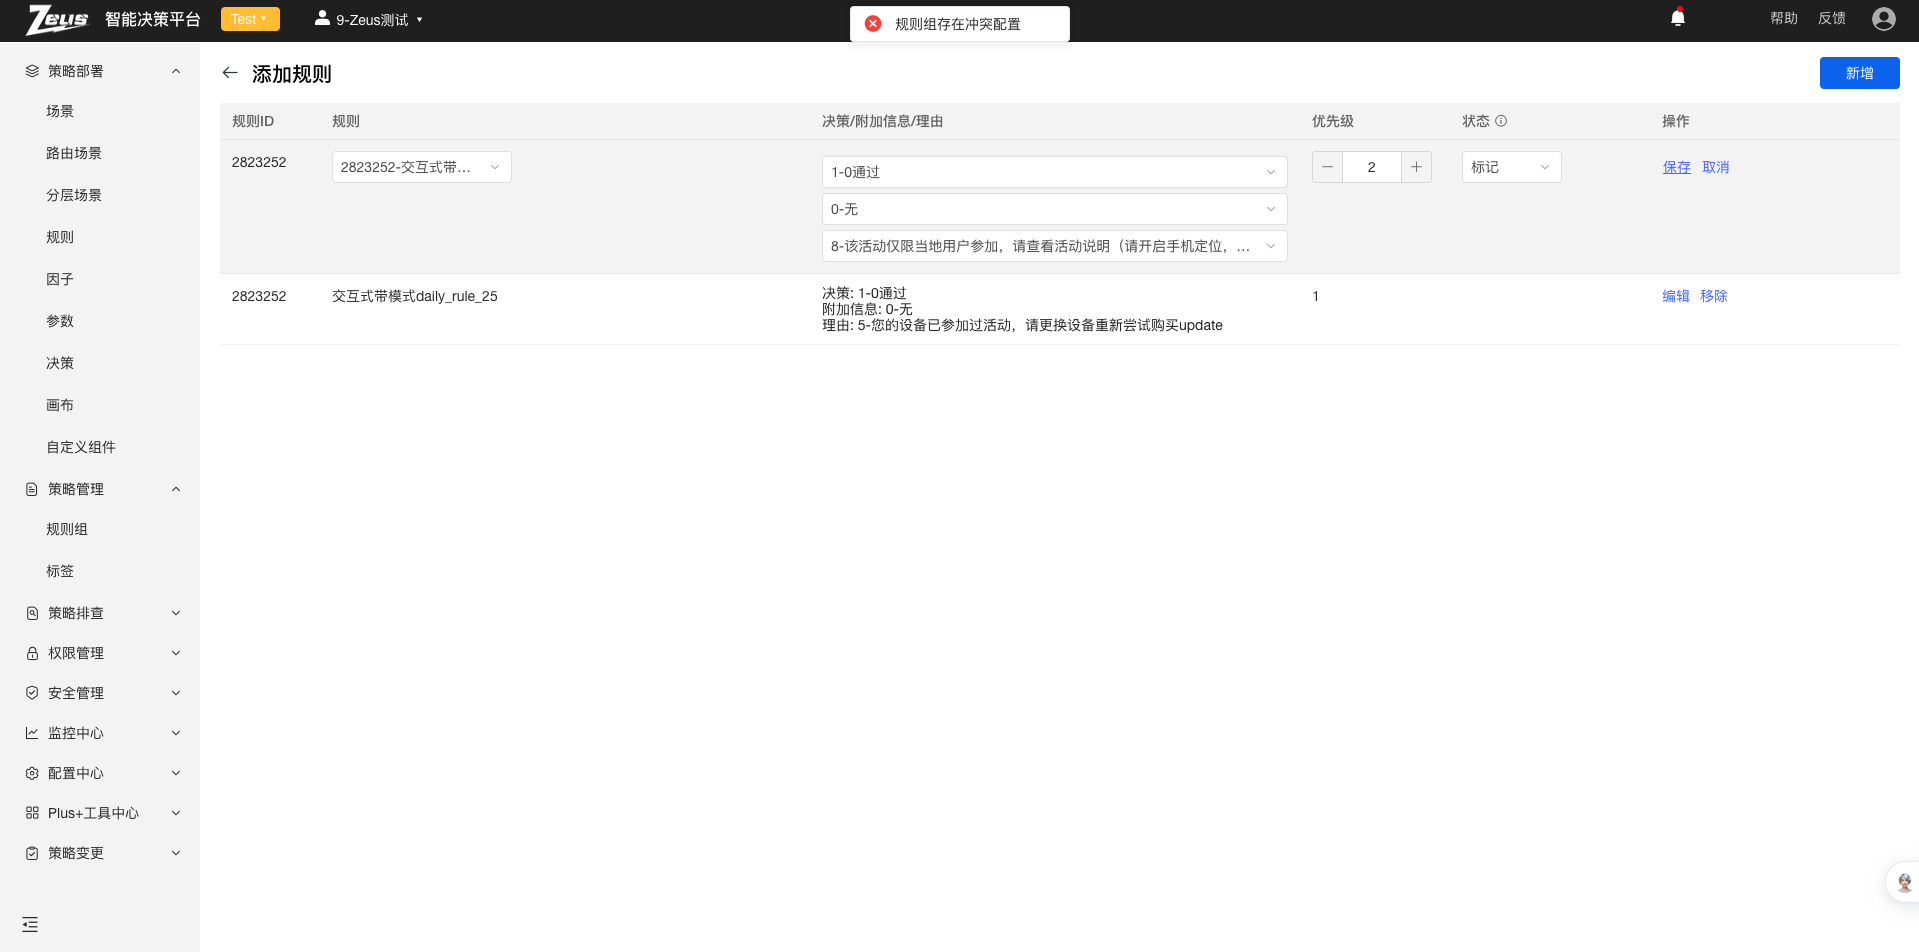 Zeus 智能决策平台 Test 9-Zeus测试 规则组存在冲突配置 帮助 反馈
策略部署
场景
路由场景
分层场景
规则
因子
参数
决策
画布
自定义组件
策略管理
规则组
标签
策略排查
权限管理
安全管理
监控中心
配置中心
Plus+工具中心
策略变更
添加规则 新增
规则ID 规则 决策/附加信息/理由 优先级 状态 操作
2823252 2823252-交互式带... 1-0通过 2 标记 保存 取消
0-无
8-该活动仅限当地用户参加，请查看活动说明（请开启手机定位，...
2823252 交互式带模式daily_rule_25 决策: 1-0通过 1 编辑 移除
附加信息: 0-无
理由: 5-您的设备已参加过活动，请更换设备重新尝试购买update